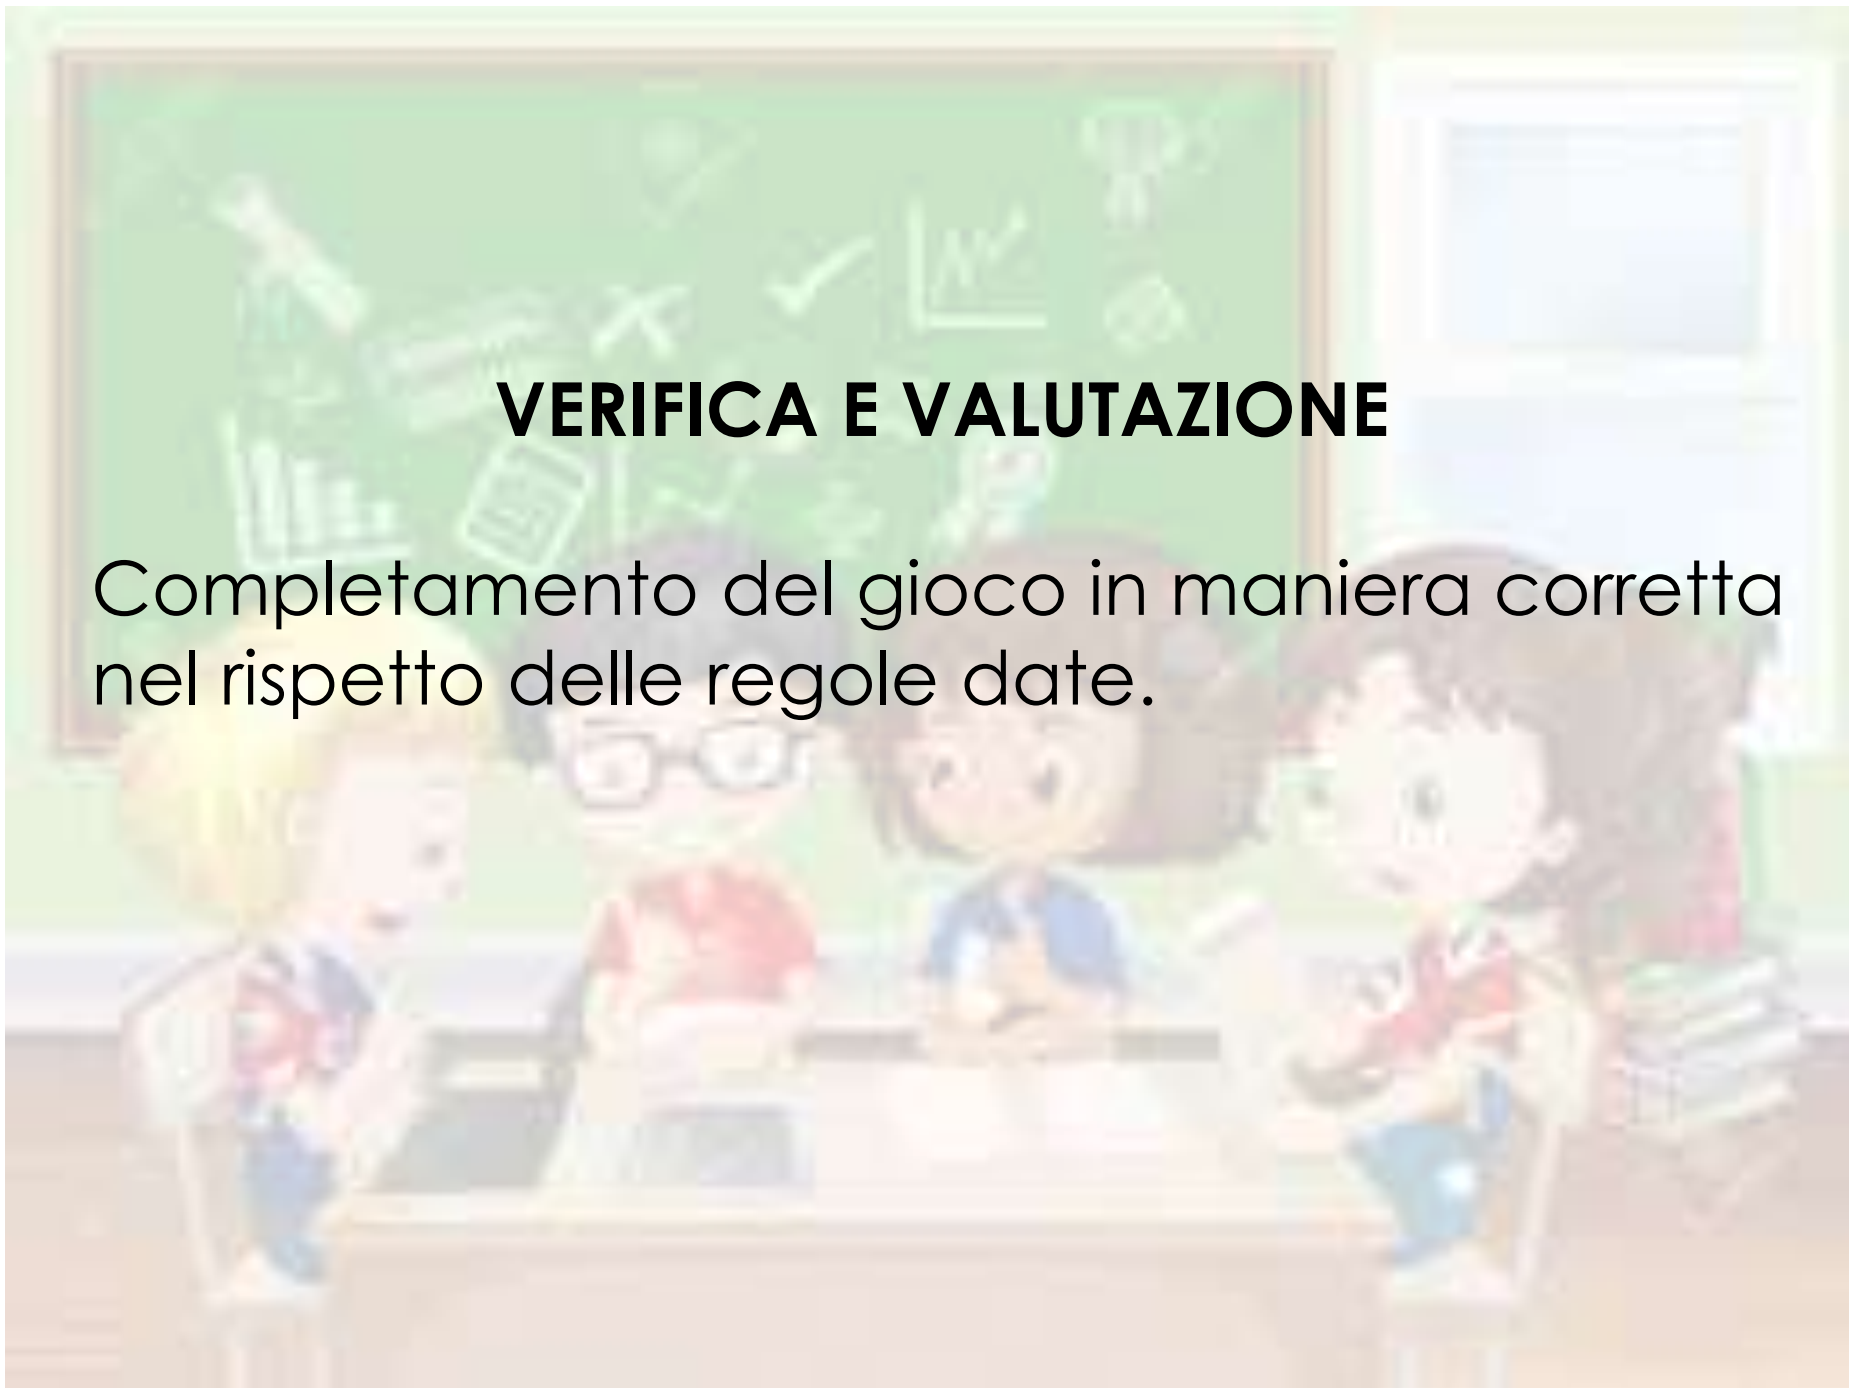 VERIFICA E VALUTAZIONE
Completamento del gioco in maniera corretta
nel rispetto delle regole date.